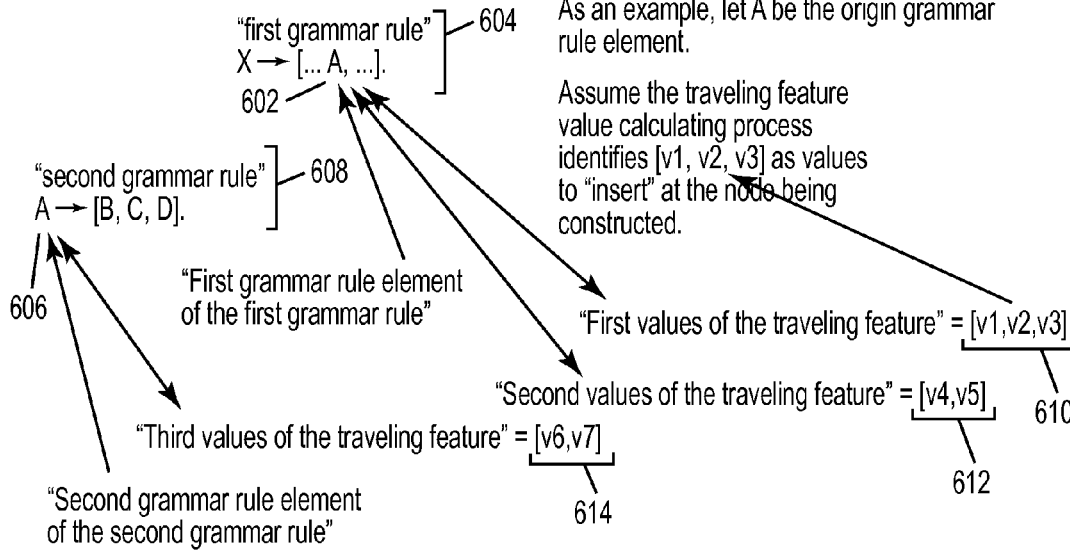 As an example, let A be the origin grammar
rule element.
“first grammar rule”
604
X → [... A, ...].
602
Assume the traveling feature
value calculating process
identifies [v1, v2, v3] as values
to “insert” at the node being
constructed.
“second grammar rule”
608
A → [B, C, D].
606
“First grammar rule element
of the first grammar rule”
“First values of the traveling feature” = [v1,v2,v3]
610
“Second values of the traveling feature” = [v4,v5]
612
“Third values of the traveling feature” = [v6,v7]
614
“Second grammar rule element
of the second grammar rule”